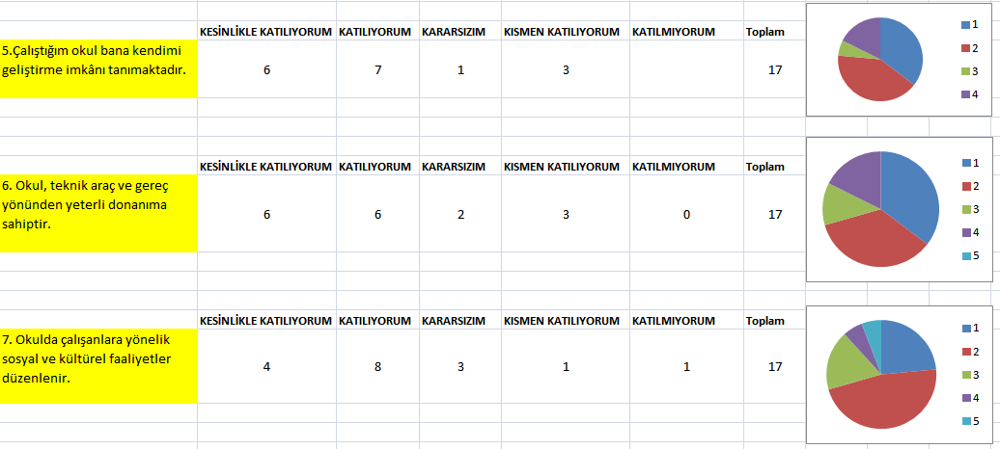 KESİNLİKLE KATILIYORUM KATILIYORUM KARARSIZIM KISMEN KATILIYORUM KATILMIYORUM Toplam
5.Çalıştığım okul bana kendimi
geliştirme imkânı tanımaktadır.
6 7 1 3 17
1
2
3
4
KESİNLİKLE KATILIYORUM KATILIYORUM KARARSIZIM KISMEN KATILIYORUM KATILMIYORUM Toplam
6. Okul, teknik araç ve gereç
yönünden yeterli donanıma
sahiptir.
6 6 2 3 0 17
1
2
3
4
5
KESİNLİKLE KATILIYORUM KATILIYORUM KARARSIZIM KISMEN KATILIYORUM KATILMIYORUM Toplam
7. Okulda çalışanlara yönelik
sosyal ve kültürel faaliyetler
düzenlenir.
4 8 3 1 1 17
1
2
3
4
5